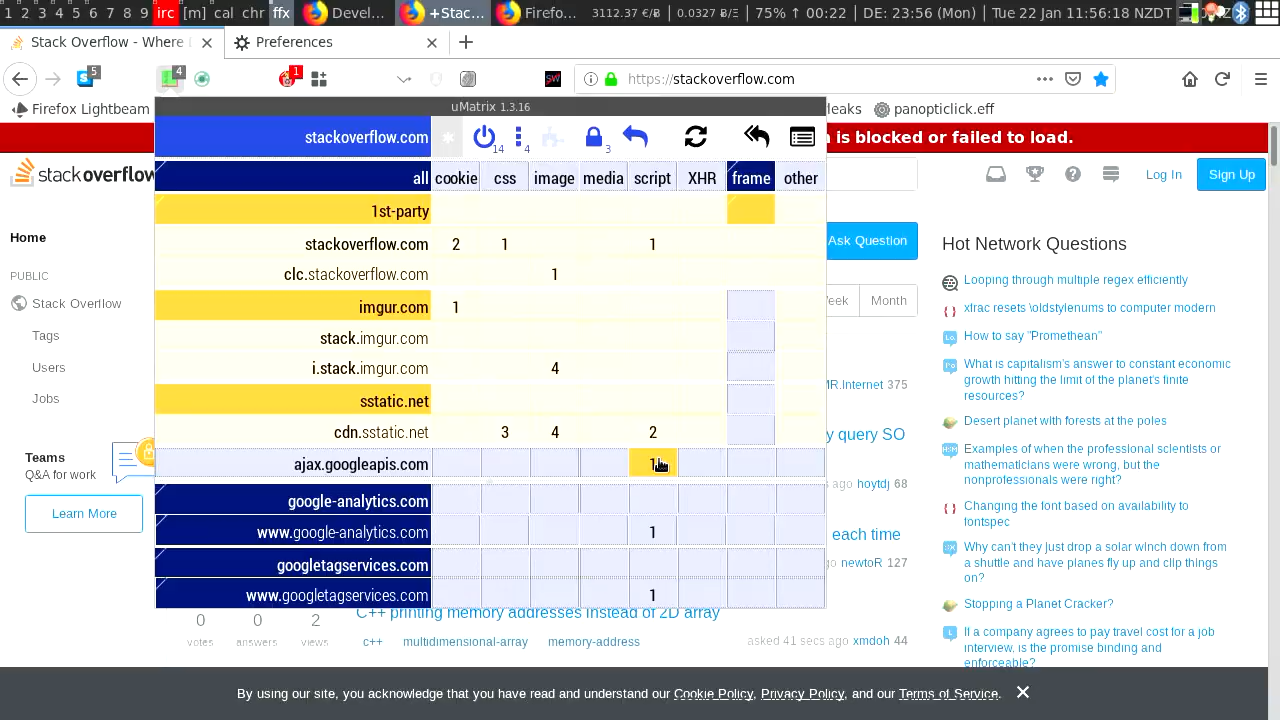 1 2 3 4 5 6 7 8 9 irc [m] cal chr ffx Devel... +Stac... Firefo... 75% ↑ 00:22 DE: 23:56 (Mon) Tue 22 Jan 11:56:18 NZDT
Stack Overflow - Where Preferences
5 4 1 SW https://stackoverflow.com
Firefox Lightbeam leaks panopticlick.eff
uMatrix 1.3.16
n is blocked or failed to load.
stackoverflow.com 14 4 3
stackoverflow Log In Sign Up
all cookie css image media script XHR frame other
1st-party
Home
stackoverflow.com 2 1 1
Ask Question
Hot Network Questions
PUBLIC
clc.stackoverflow.com 1
Looping through multiple regex efficiently
Stack Overflow
imgur.com 1
Week Month
xfrac resets \oldstylenums to computer modern
Tags
stack.imgur.com
How to say "Promethean"
Users
i.stack.imgur.com 4
What is capitalism's answer to constant economic
growth hitting the limit of the planet's finite
resources?
MR.Internet 375
Jobs
sstatic.net
Desert planet with forests at the poles
cdn.sstatic.net 3 4 2
y query SO
Examples of when the professional scientists or
mathematicians were wrong, but the
nonprofessionals were right?
Teams
Q&A for work
ajax.googleapis.com
ago hoytdj 68
Learn More
google-analytics.com
Changing the font based on availability to
fontspec
www.google-analytics.com 1
each time
Why can't they just drop a solar winch down from
a shuttle and have planes fly up and clip things
on?
googletagservices.com
ago newtoR 127
www.googletagservices.com 1
Stopping a Planet Cracker?
C++ printing memory addresses instead of 2D array
0 0 2
votes answers views
c++ multidimensional-array memory-address
asked 41 secs ago xmdoh 44
If a company agrees to pay travel cost for a job
interview, is the promise binding and
enforceable?
By using our site, you acknowledge that you have read and understand our Cookie Policy, Privacy Policy, and our Terms of Service.